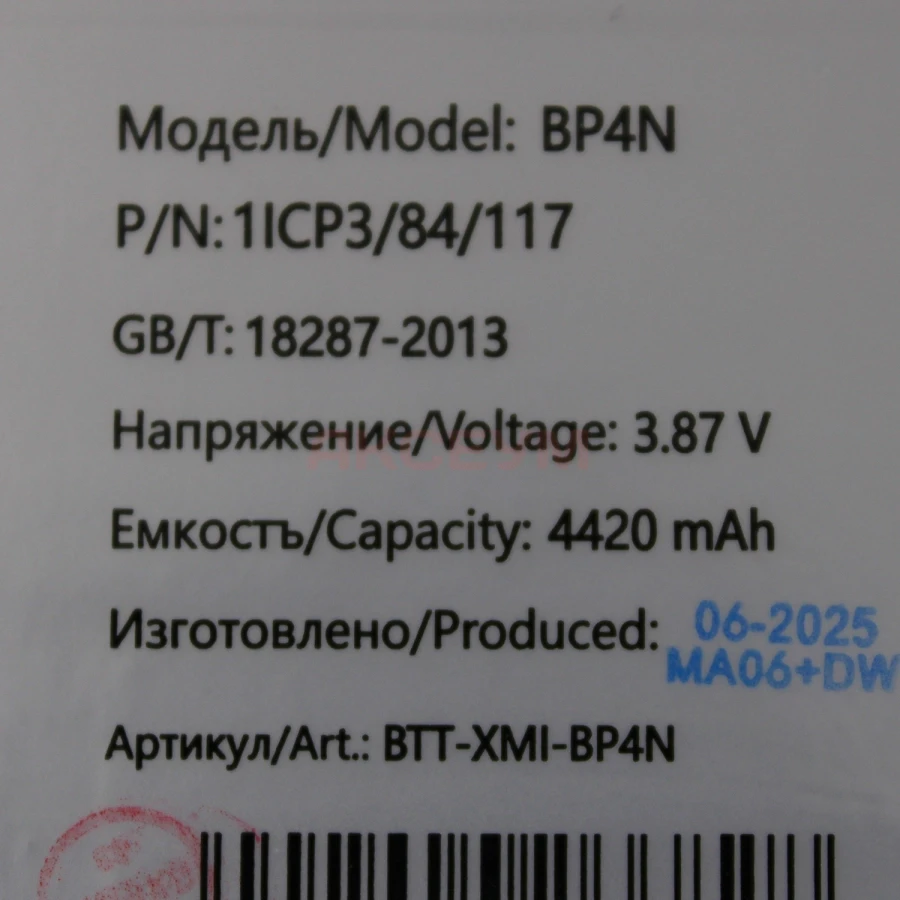 Модель/Model: BP4N
P/N: 1ICP3/84/117
GB/T: 18287-2013
Напряжение/Voltage: 3.87 V
АКСЕУМ
Емкостъ/Capacity: 4420 mAh
Изготовлено/Produced: 06-2025
MA06+DW
Артикул/Art.: BTT-XMI-BP4N